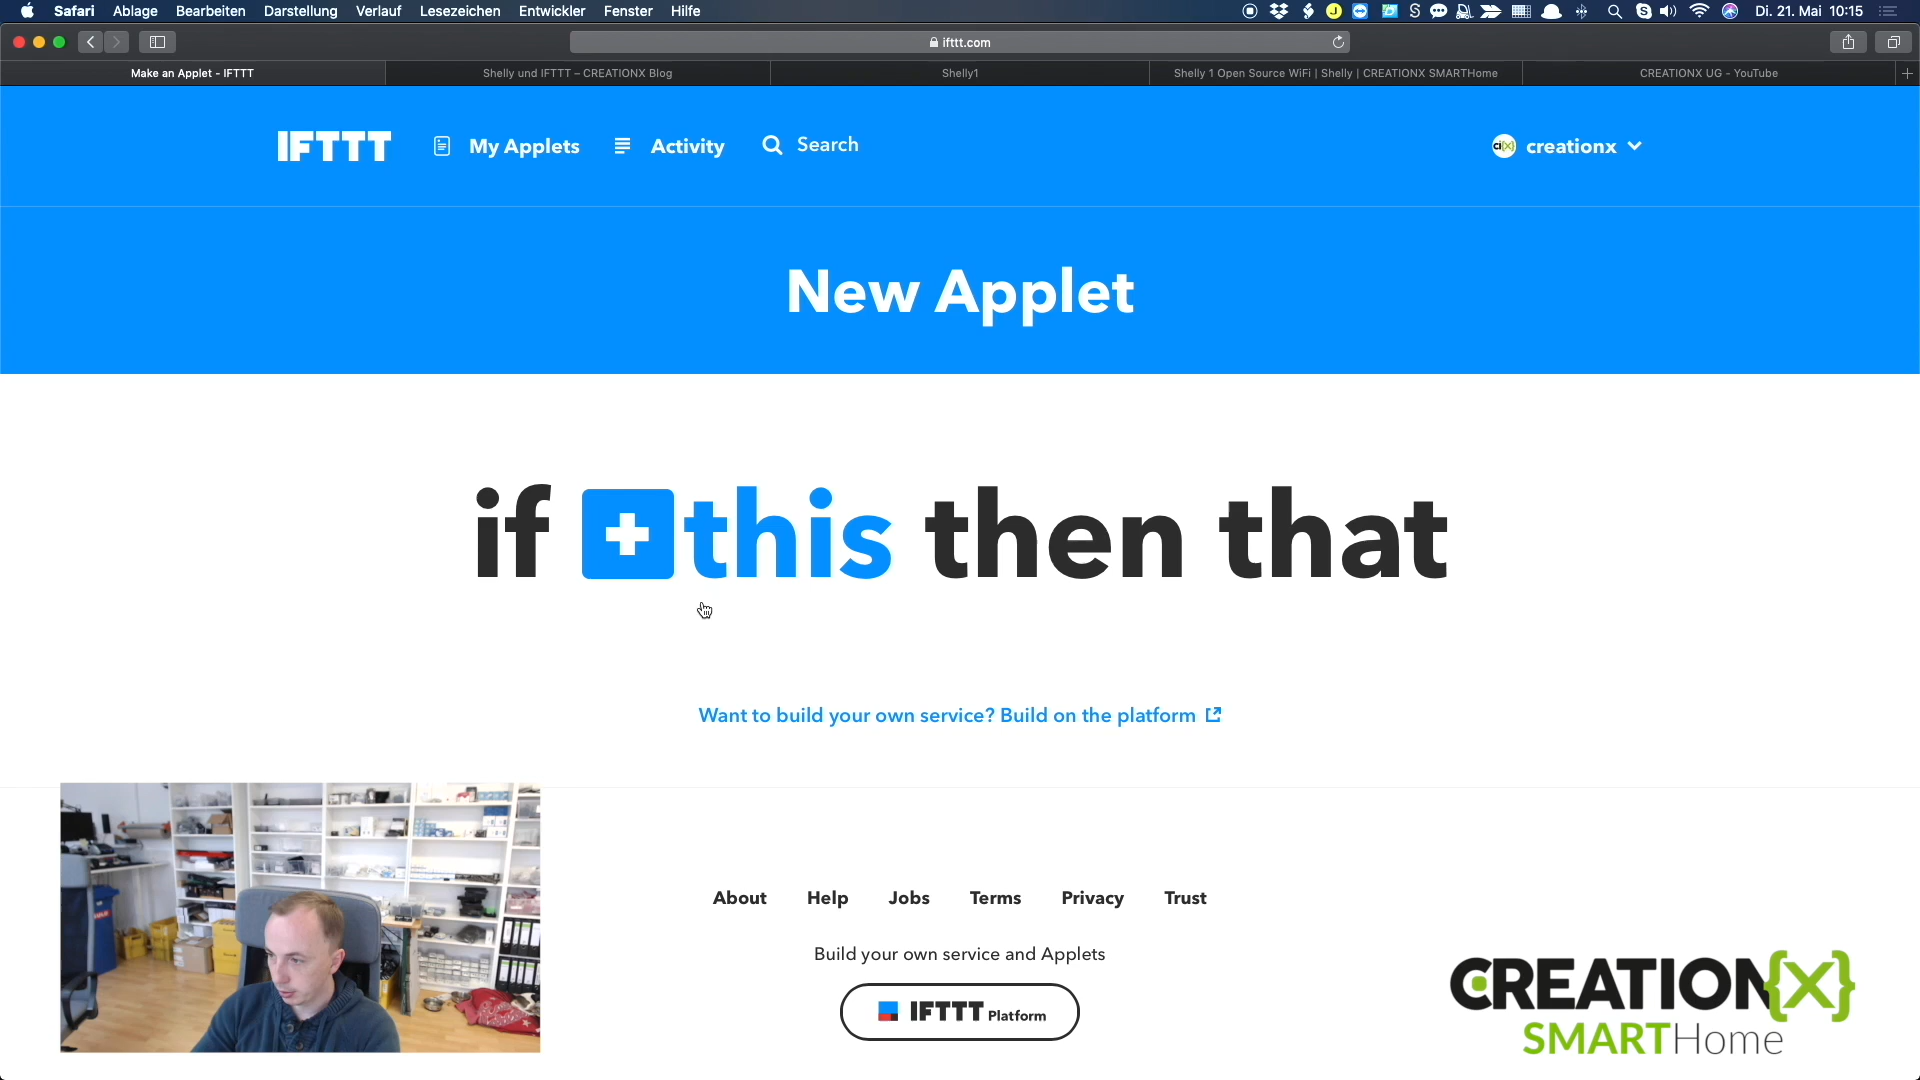 Safari Ablage Bearbeiten Darstellung Verlauf Lesezeichen Entwickler Fenster Hilfe Di. 21. Mai 10:15
ifttt.com
Make an Applet - IFTTT Shelly und IFTTT – CREATIONX Blog Shelly1 Shelly 1 Open Source WiFi | Shelly | CREATIONX SMARTHome CREATIONX UG - YouTube
IFTTT My Applets Activity Search creationx
New Applet
if this then that
Want to build your own service? Build on the platform
About Help Jobs Terms Privacy Trust
Build your own service and Applets
IFTTT Platform
CREATION{X}
SMARTHome